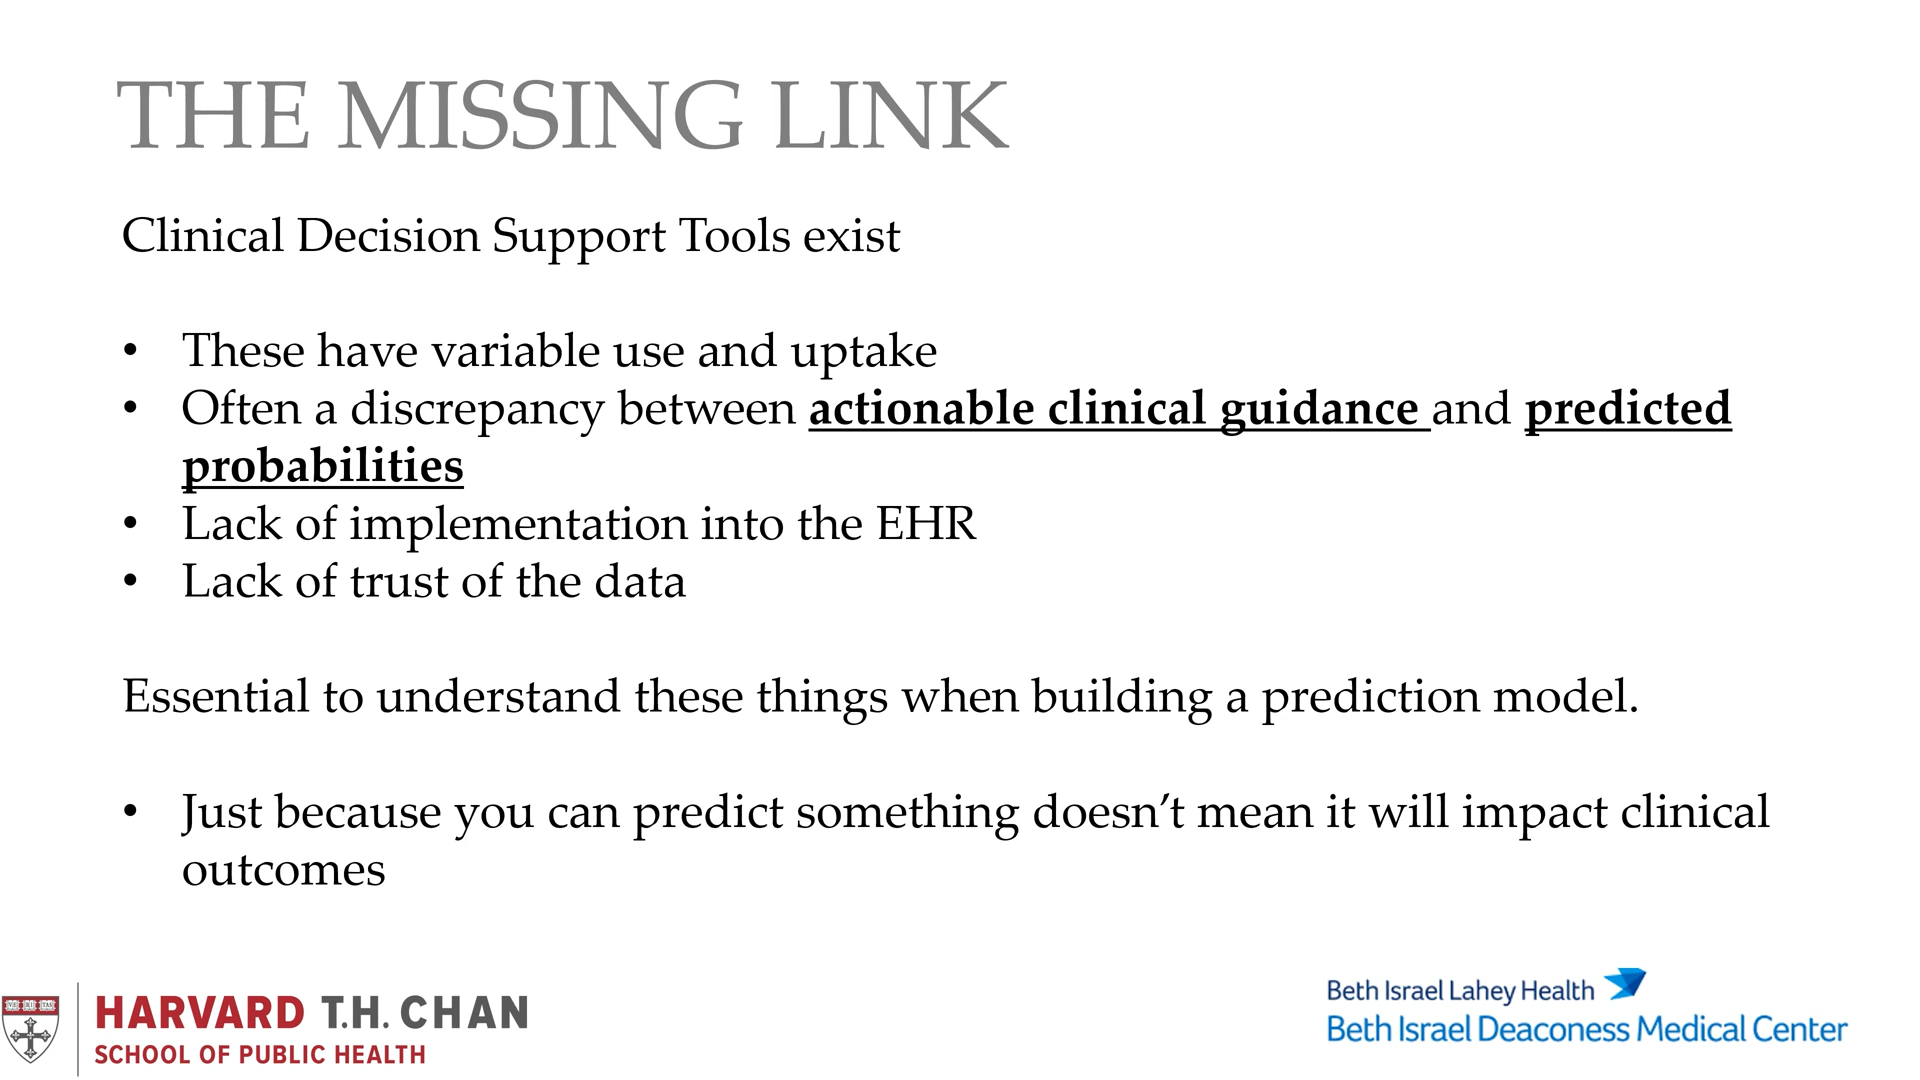 THE MISSING LINK
Clinical Decision Support Tools exist
• These have variable use and uptake
• Often a discrepancy between actionable clinical guidance and predicted
probabilities
• Lack of implementation into the EHR
• Lack of trust of the data
Essential to understand these things when building a prediction model.
• Just because you can predict something doesn’t mean it will impact clinical
outcomes
VE RI TAS
HARVARD T.H. CHAN
SCHOOL OF PUBLIC HEALTH
Beth Israel Lahey Health
Beth Israel Deaconess Medical Center